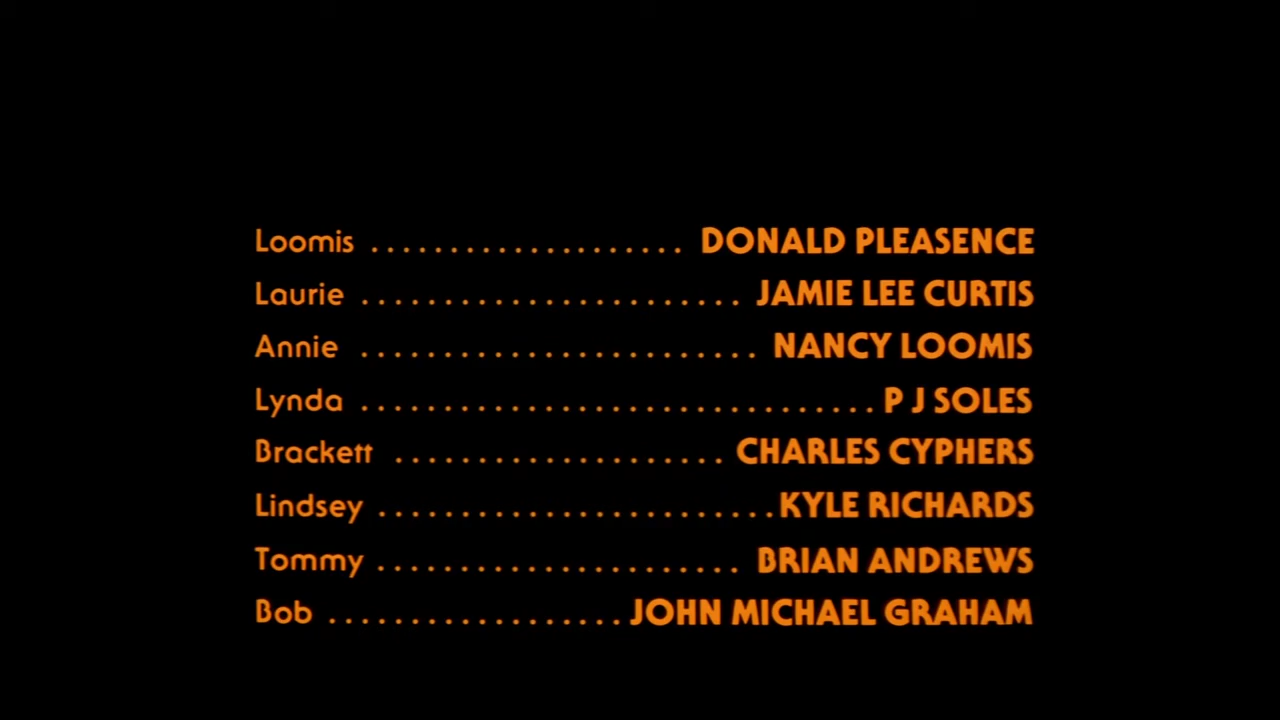 Loomis . . . . . . . . . . . . . . . . . . . DONALD PLEASENCE
Laurie . . . . . . . . . . . . . . . . . . . . . . . JAMIE LEE CURTIS
Annie . . . . . . . . . . . . . . . . . . . . . . . . NANCY LOOMIS
Lynda . . . . . . . . . . . . . . . . . . . . . . . . . . . . . . . P J SOLES
Brackett . . . . . . . . . . . . . . . . . . . . CHARLES CYPHERS
Lindsey . . . . . . . . . . . . . . . . . . . . . . . . KYLE RICHARDS
Tommy . . . . . . . . . . . . . . . . . . . . . . BRIAN ANDREWS
Bob . . . . . . . . . . . . . . . . . . JOHN MICHAEL GRAHAM